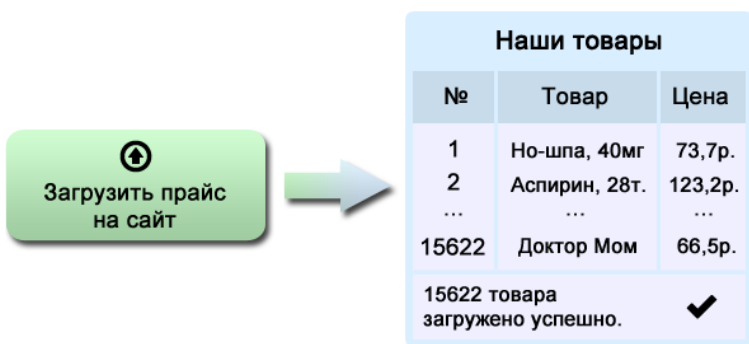 Загрузить прайс
на сайт
Наши товары
№ Товар Цена
1 Но-шпа, 40мг 73,7р.
2 Аспирин, 28т. 123,2р.
... ... ...
15622 Доктор Мом 66,5р.
15622 товара
загружено успешно.